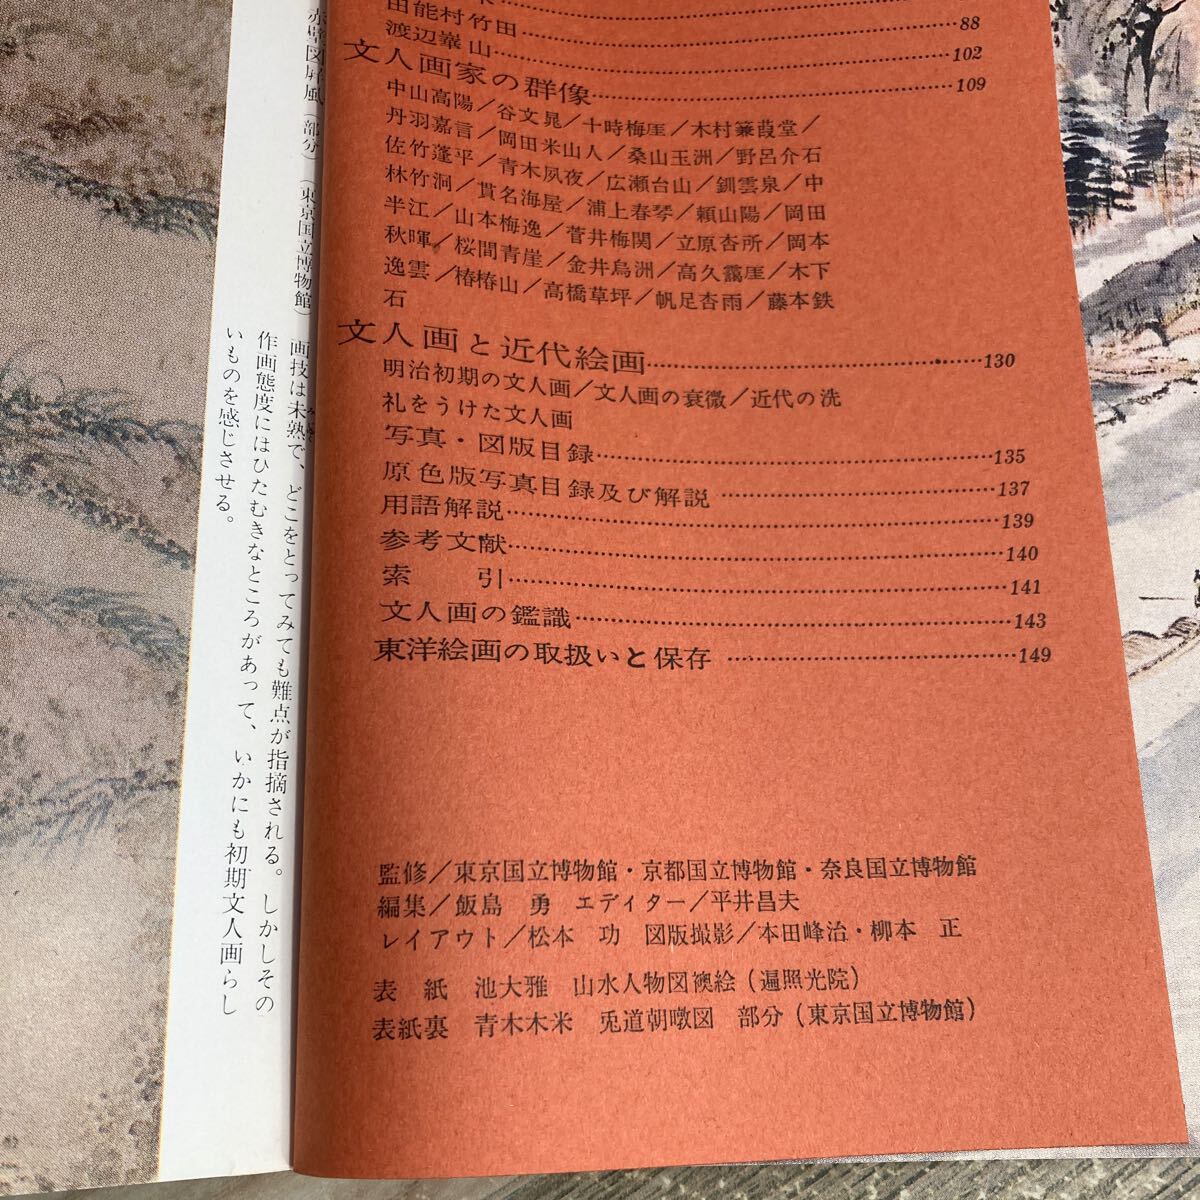 田能村竹田……88
渡辺崋山……102
文人画家の群像……109
中山高陽／谷文晁／十時梅厓／木村蒹葭堂／
丹羽嘉言／岡田米山人／桑山玉洲／野呂介石
佐竹蓬平／青木夙夜／広瀬台山／釧雲泉／中
林竹洞／貫名海屋／浦上春琴／頼山陽／岡田
半江／山本梅逸／菅井梅関／立原杏所／岡本
秋暉／桜間青崖／金井烏洲／高久靄厓／木下
逸雲／椿椿山／高橋草坪／帆足杏雨／藤本鉄
石
文人画と近代絵画……130
明治初期の文人画／文人画の衰微／近代の洗
礼をうけた文人画
写真・図版目録……135
原色版写真目録及び解説……137
用語解説……139
参考文献……140
索　引……141
文人画の鑑識……143
東洋絵画の取扱いと保存……149
監修／東京国立博物館・京都国立博物館・奈良国立博物館
編集／飯島　勇　エディター／平井昌夫
レイアウト／松本　功　図版撮影／本田峰治・柳本　正
表　紙　池大雅　山水人物図襖絵（遍照光院）
表紙裏　青木木米　兎道朝暾図　部分（東京国立博物館）
赤壁図屏風（部分）（東京国立博物館）
画技は未熟で、どこをとってみても難点が指摘される。しかしその
作画態度にはひたむきなところがあって、いかにも初期文人画らし
いものを感じさせる。